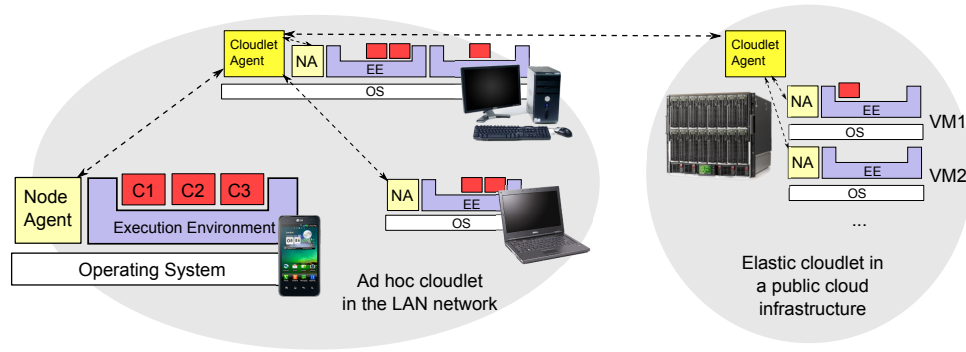 Cloudlet
Agent
NA
EE
EE
OS
Node
Agent
C1
C2
C3
Execution Environment
Operating System
NA
EE
OS
Ad hoc cloudlet
in the LAN network
Cloudlet
Agent
NA
EE
OS
VM1
NA
EE
OS
VM2
...
Elastic cloudlet in
a public cloud
infrastructure